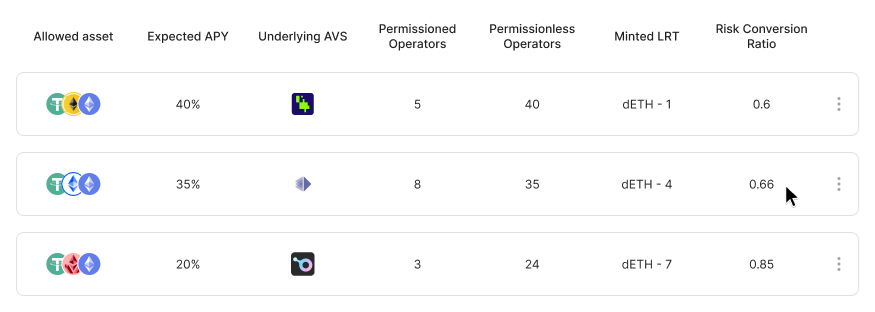 Allowed asset Expected APY Underlying AVS Permissioned Operators Permissionless Operators Minted LRT Risk Conversion Ratio
40% 5 40 dETH - 1 0.6
35% 8 35 dETH - 4 0.66
20% 3 24 dETH - 7 0.85